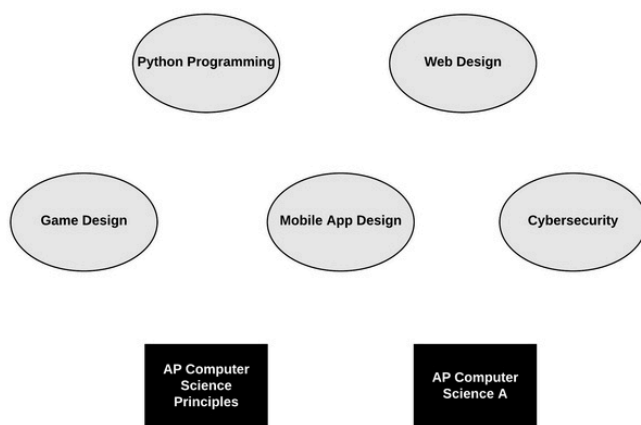 Python Programming
Web Design
Game Design
Mobile App Design
Cybersecurity
AP Computer
Science
Principles
AP Computer
Science A